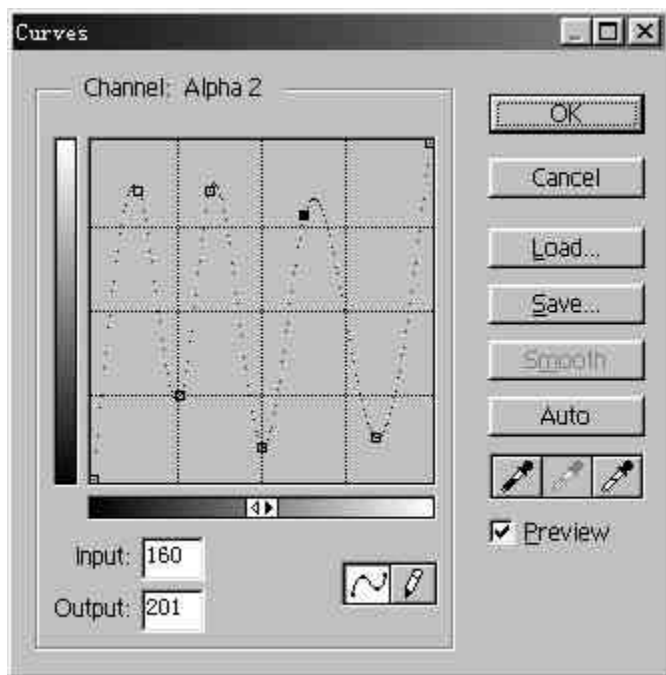 Curves
Channel: Alpha 2
OK
Cancel
Load...
Save...
Smooth
Auto
Preview
Input: 160
Output: 201